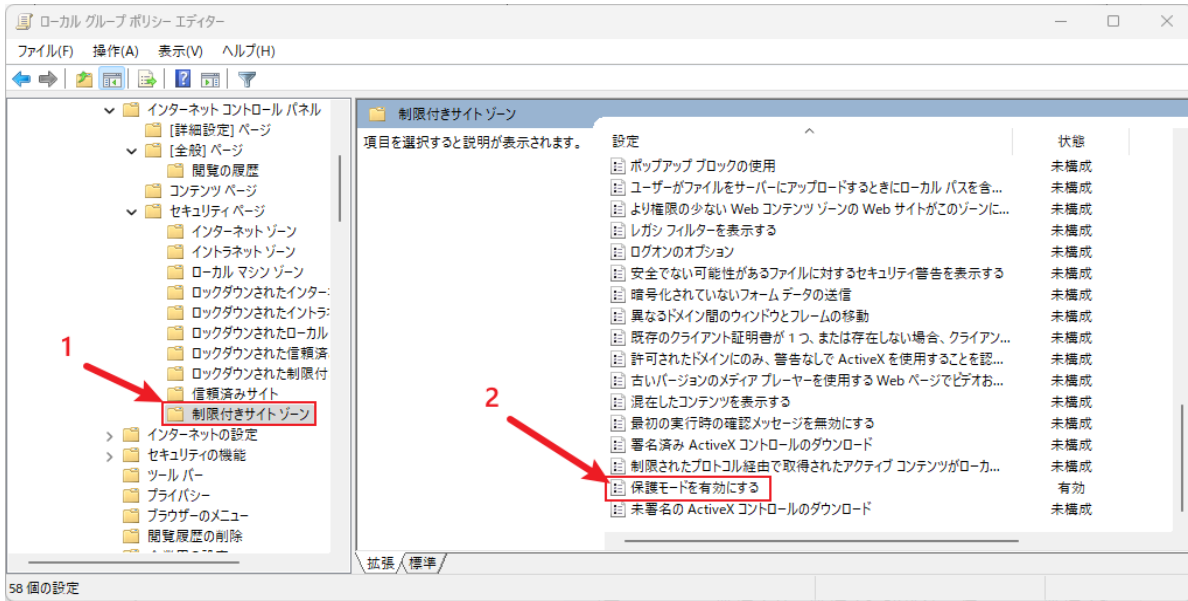 ローカル グループ ポリシー エディター
ファイル(F) 操作(A) 表示(V) ヘルプ(H)
インターネット コントロール パネル
[詳細設定] ページ
[全般] ページ
閲覧の履歴
コンテンツ ページ
セキュリティ ページ
インターネット ゾーン
イントラネット ゾーン
ローカル マシン ゾーン
ロックダウンされたインター
ロックダウンされたイントラ
ロックダウンされたローカル
ロックダウンされた信頼済
ロックダウンされた制限付
信頼済みサイト
制限付きサイト ゾーン
インターネットの設定
セキュリティの機能
ツール バー
プライバシー
ブラウザーのメニュー
閲覧履歴の削除
1
制限付きサイト ゾーン
項目を選択すると説明が表示されます。
設定 状態
ポップアップ ブロックの使用 未構成
ユーザーがファイルをサーバーにアップロードするときにローカル パスを含... 未構成
より権限の少ない Web コンテンツ ゾーンの Web サイトがこのゾーンに... 未構成
レガシ フィルターを表示する 未構成
ログオンのオプション 未構成
安全でない可能性があるファイルに対するセキュリティ警告を表示する 未構成
暗号化されていないフォーム データの送信 未構成
異なるドメイン間のウィンドウとフレームの移動 未構成
既存のクライアント証明書が 1 つ、または存在しない場合、クライアン... 未構成
許可されたドメインにのみ、警告なしで ActiveX を使用することを認... 未構成
古いバージョンのメディア プレーヤーを使用する Web ページでビデオお... 未構成
混在したコンテンツを表示する 未構成
最初の実行時の確認メッセージを無効にする 未構成
署名済み ActiveX コントロールのダウンロード 未構成
制限されたプロトコル経由で取得されたアクティブ コンテンツがローカ... 未構成
保護モードを有効にする 有効
未署名の ActiveX コントロールのダウンロード 未構成
2
拡張 標準
58 個の設定